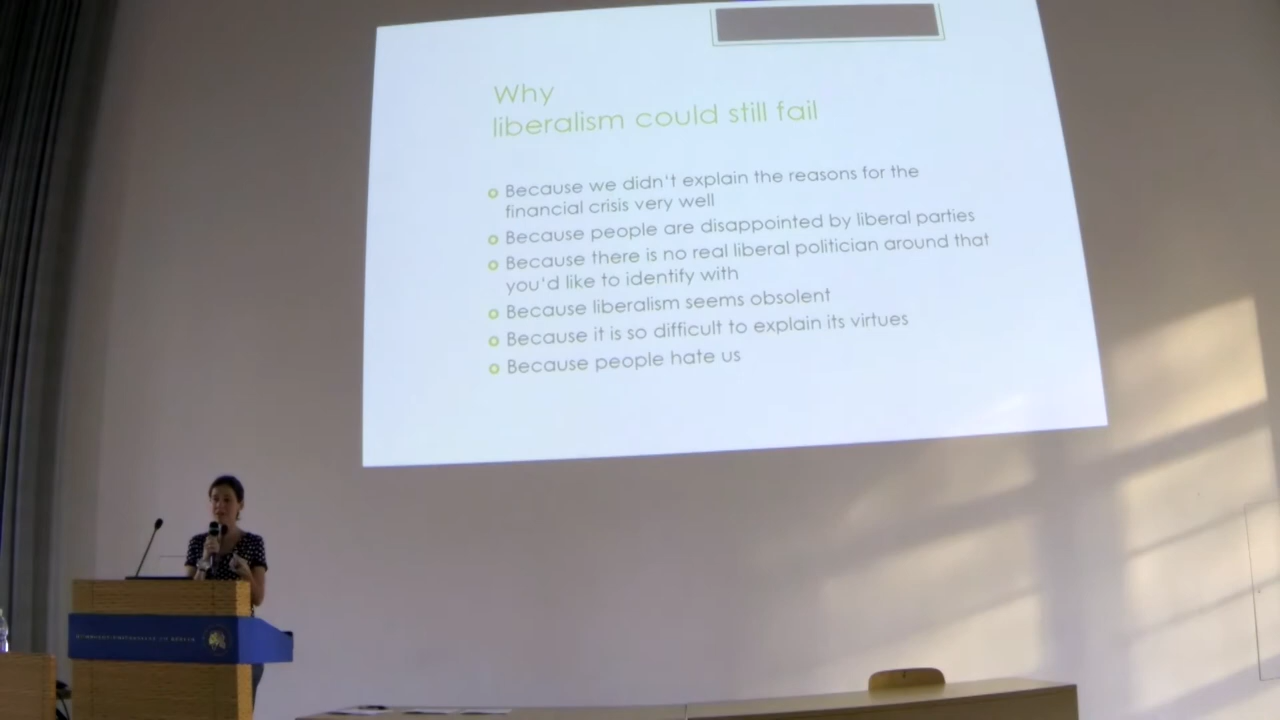 Why
liberalism could still fail
Because we didn't explain the reasons for the
financial crisis very well
Because people are disappointed by liberal parties
Because there is no real liberal politician around that
you'd like to identify with
Because liberalism seems obsolent
Because it is so difficult to explain its virtues
Because people hate us